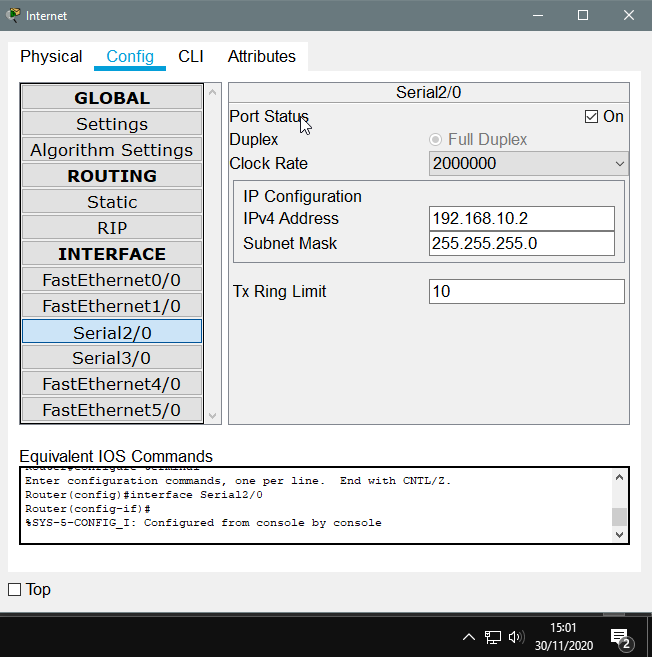 Internet
Physical Config CLI Attributes
GLOBAL
Settings
Algorithm Settings
ROUTING
Static
RIP
INTERFACE
FastEthernet0/0
FastEthernet1/0
Serial2/0
Serial3/0
FastEthernet4/0
FastEthernet5/0
Serial2/0
Port Status On
Duplex Full Duplex
Clock Rate 2000000
IP Configuration
IPv4 Address 192.168.10.2
Subnet Mask 255.255.255.0
Tx Ring Limit 10
Equivalent IOS Commands
Router#configure terminal
Enter configuration commands, one per line. End with CNTL/Z.
Router(config)#interface Serial2/0
Router(config-if)#
%SYS-5-CONFIG_I: Configured from console by console
Top
15:01
30/11/2020
2